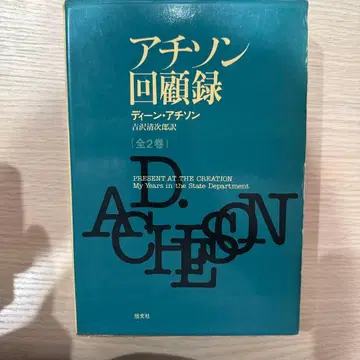 アチソン
回顧録
ディーン・アチソン
吉沢清次郎訳
[全2巻]
PRESENT AT THE CREATION
My Years in the State Department
D.
ACHESON
恒文社